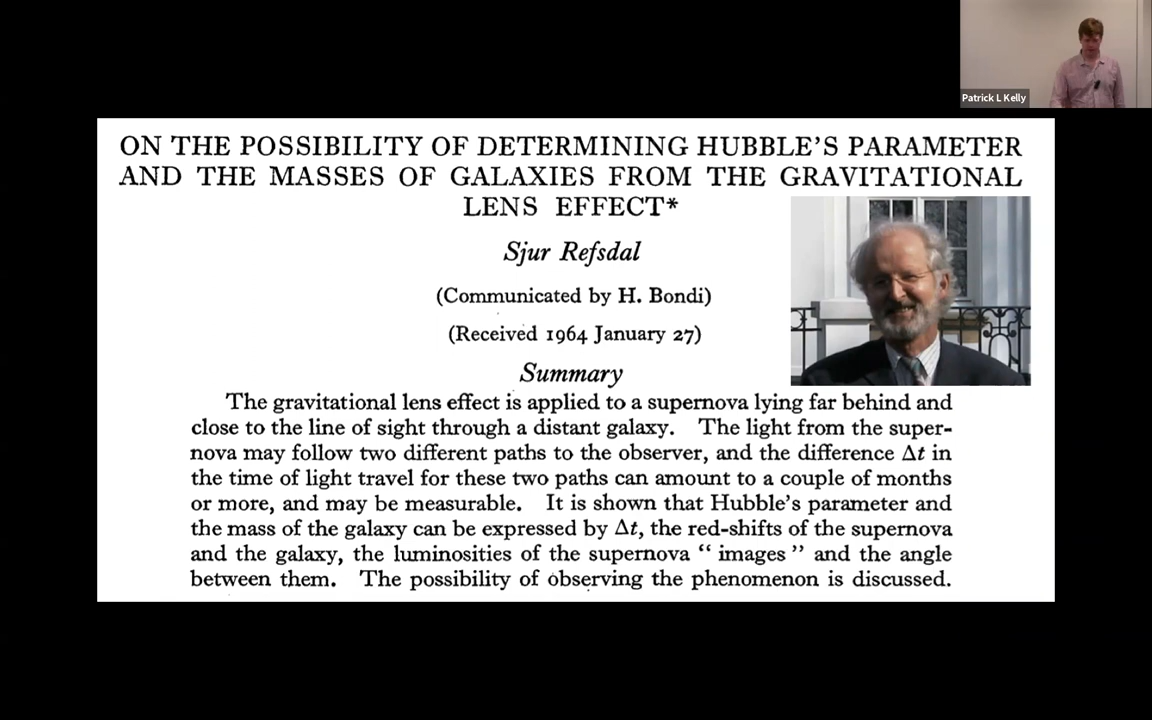 Patrick L Kelly
ON THE POSSIBILITY OF DETERMINING HUBBLE'S PARAMETER
AND THE MASSES OF GALAXIES FROM THE GRAVITATIONAL
LENS EFFECT*
Sjur Refsdal
(Communicated by H. Bondi)
(Received 1964 January 27)
Summary
The gravitational lens effect is applied to a supernova lying far behind and
close to the line of sight through a distant galaxy. The light from the super-
nova may follow two different paths to the observer, and the difference Δt in
the time of light travel for these two paths can amount to a couple of months
or more, and may be measurable. It is shown that Hubble's parameter and
the mass of the galaxy can be expressed by Δt, the red-shifts of the supernova
and the galaxy, the luminosities of the supernova “ images ” and the angle
between them. The possibility of observing the phenomenon is discussed.